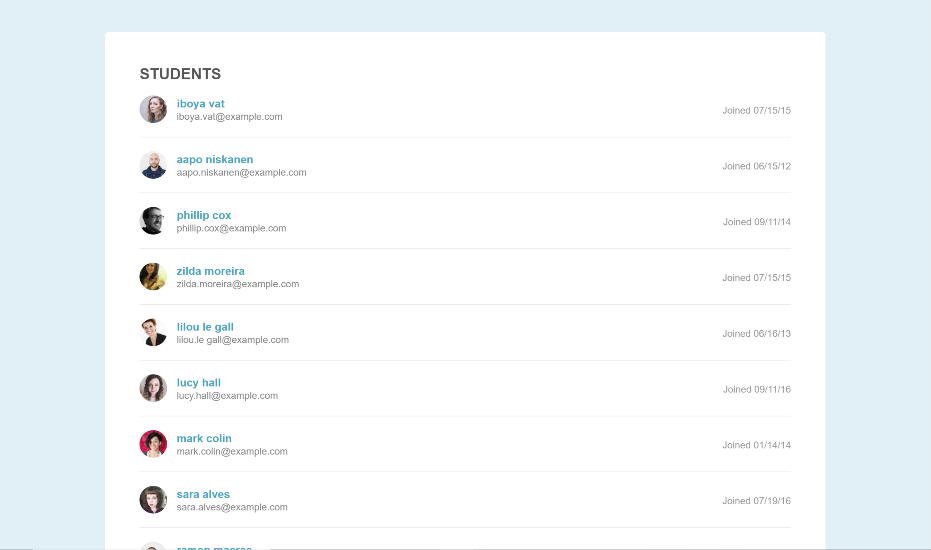 STUDENTS
iboya vat
iboya.vat@example.com
Joined 07/15/15
aapo niskanen
aapo.niskanen@example.com
Joined 06/15/12
phillip cox
phillip.cox@example.com
Joined 09/11/14
zilda moreira
zilda.moreira@example.com
Joined 07/15/15
lilou le gall
lilou.le gall@example.com
Joined 06/16/13
lucy hall
lucy.hall@example.com
Joined 09/11/16
mark colin
mark.colin@example.com
Joined 01/14/14
sara alves
sara.alves@example.com
Joined 07/19/16